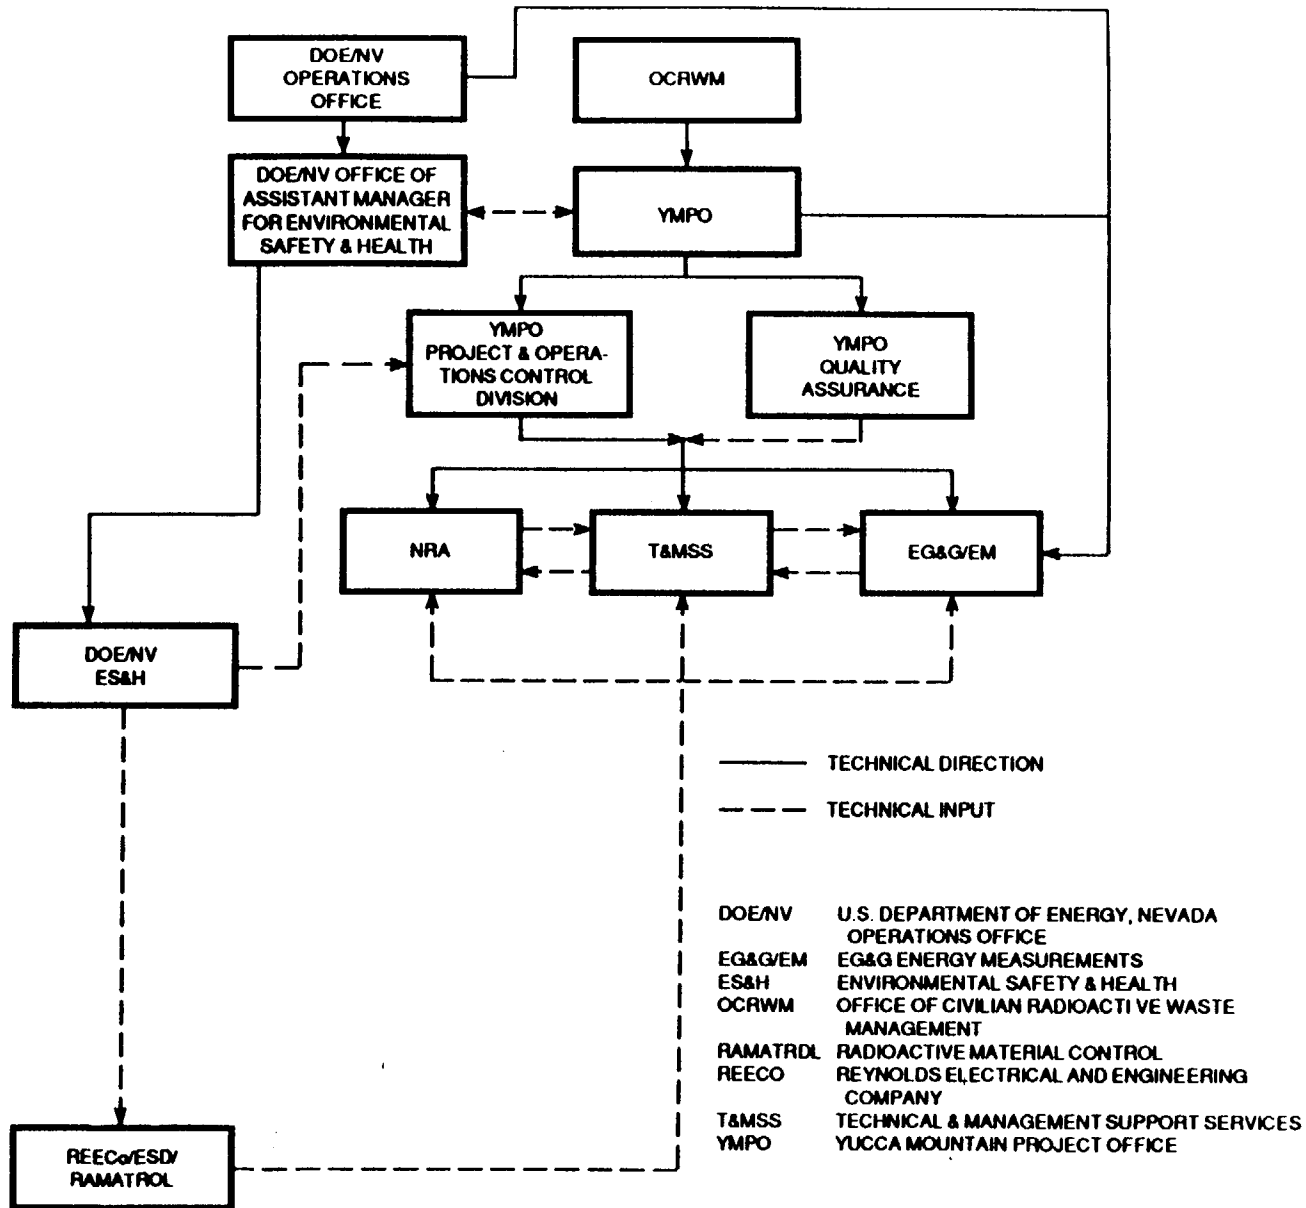 DOE/NV
OPERATIONS
OFFICE
OCRWM
DOE/NV OFFICE OF
ASSISTANT MANAGER
FOR ENVIRONMENTAL
SAFETY & HEALTH
YMPO
YMPO
PROJECT & OPERA-
TIONS CONTROL
DIVISION
YMPO
QUALITY
ASSURANCE
NRA
T&MSS
EG&G/EM
DOE/NV
ES&H
TECHNICAL DIRECTION
TECHNICAL INPUT
DOE/NV U.S. DEPARTMENT OF ENERGY, NEVADA
OPERATIONS OFFICE
EG&G/EM EG&G ENERGY MEASUREMENTS
ES&H ENVIRONMENTAL SAFETY & HEALTH
OCRWM OFFICE OF CIVILIAN RADIOACTIVE WASTE
MANAGEMENT
RAMATRDL RADIOACTIVE MATERIAL CONTROL
REECO REYNOLDS ELECTRICAL AND ENGINEERING
COMPANY
T&MSS TECHNICAL & MANAGEMENT SUPPORT SERVICES
YMPO YUCCA MOUNTAIN PROJECT OFFICE
REECo/ESD/
RAMATROL